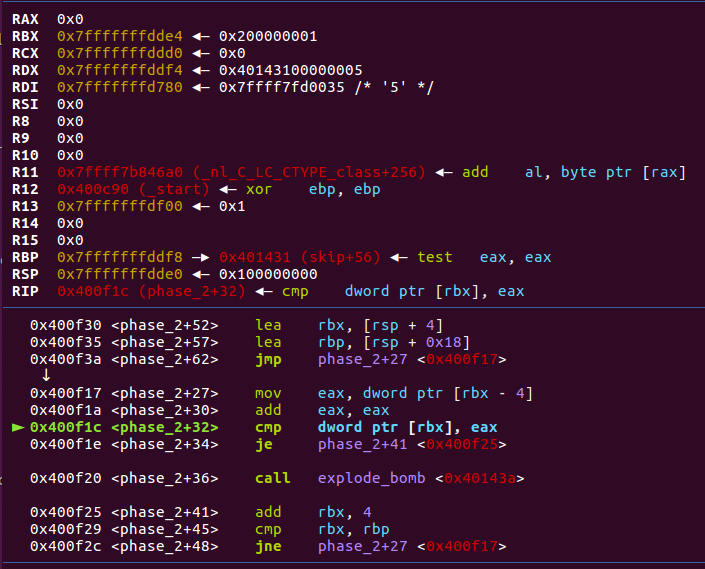 RAX  0x0
RBX  0x7fffffffdde4 ◄— 0x200000001
RCX  0x7fffffffddd0 ◄— 0x0
RDX  0x7fffffffddf4 ◄— 0x40143100000005
RDI  0x7fffffffd780 ◄— 0x7ffff7fd0035 /* '5' */
RSI  0x0
R8   0x0
R9   0x0
R10  0x0
R11  0x7ffff7b846a0 (_nl_C_LC_CTYPE_class+256) ◄— add    al, byte ptr [rax]
R12  0x400c90 (_start) ◄— xor    ebp, ebp
R13  0x7fffffffdf00 ◄— 0x1
R14  0x0
R15  0x0
RBP  0x7fffffffddf8 —► 0x401431 (skip+56) ◄— test   eax, eax
RSP  0x7fffffffdde0 ◄— 0x100000000
RIP  0x400f1c (phase_2+32) ◄— cmp    dword ptr [rbx], eax
0x400f30 <phase_2+52>    lea    rbx, [rsp + 4]
0x400f35 <phase_2+57>    lea    rbp, [rsp + 0x18]
0x400f3a <phase_2+62>    jmp    phase_2+27 <0x400f17>
↓
0x400f17 <phase_2+27>    mov    eax, dword ptr [rbx - 4]
0x400f1a <phase_2+30>    add    eax, eax
► 0x400f1c <phase_2+32>    cmp    dword ptr [rbx], eax
0x400f1e <phase_2+34>    je     phase_2+41 <0x400f25>
0x400f20 <phase_2+36>    call   explode_bomb <0x40143a>
0x400f25 <phase_2+41>    add    rbx, 4
0x400f29 <phase_2+45>    cmp    rbx, rbp
0x400f2c <phase_2+48>    jne    phase_2+27 <0x400f17>